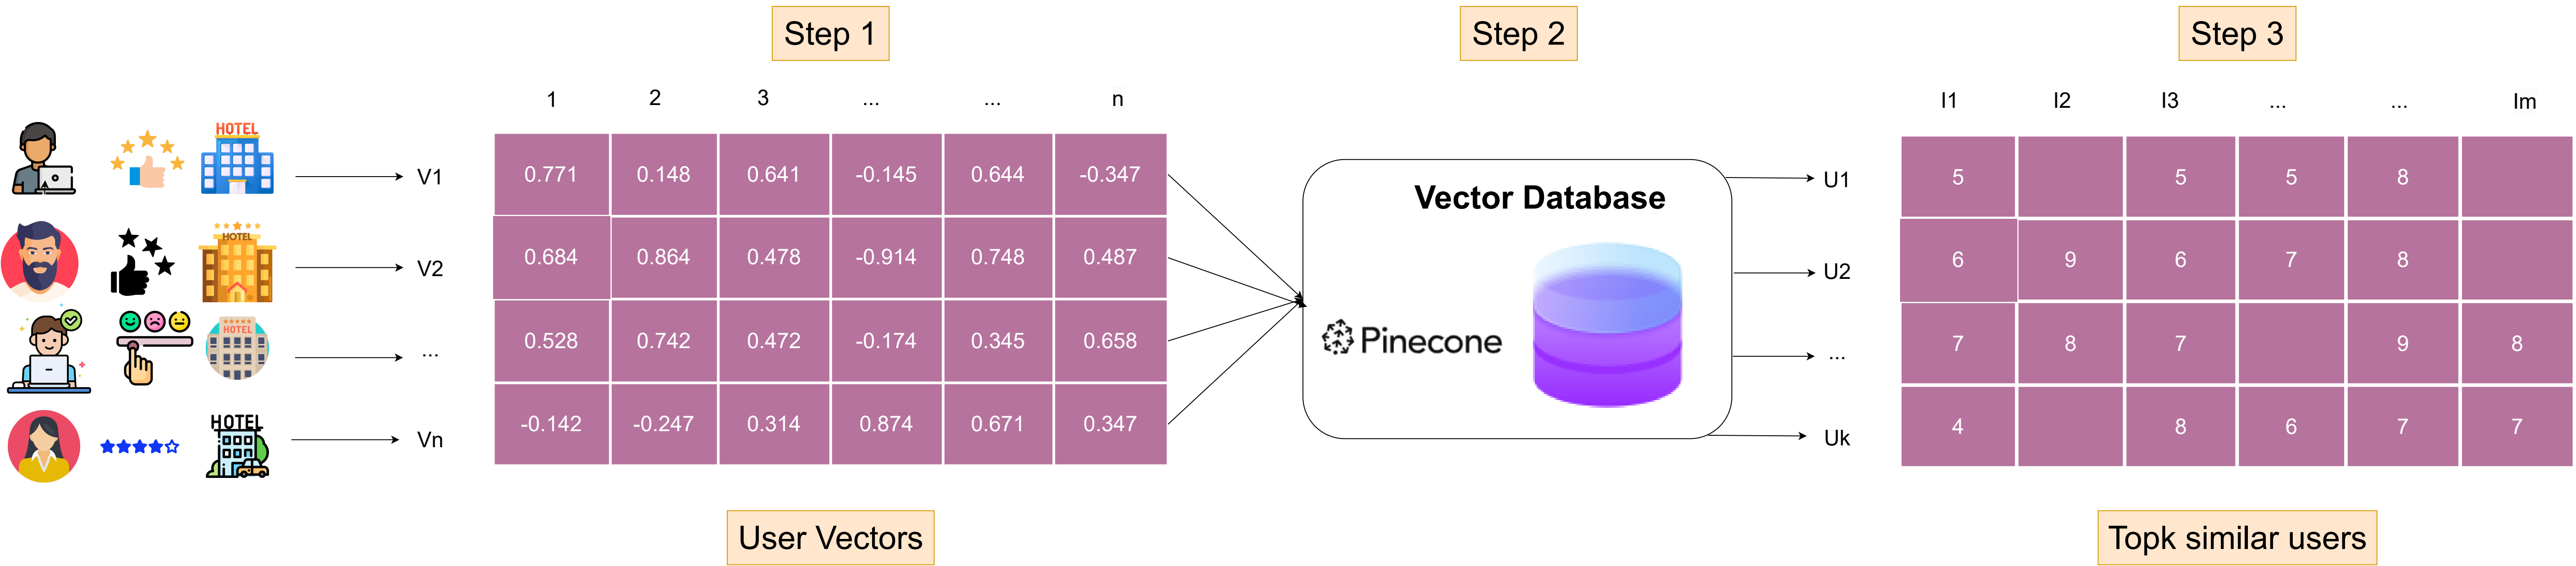 Step 1
Step 2
Step 3
1 2 3 ... ... n
I1 I2 I3 ... ... Im
HOTEL
V1
0.771 0.148 0.641 -0.145 0.644 -0.347
Vector Database
U1
5 5 5 8
HOTEL
V2
0.684 0.864 0.478 -0.914 0.748 0.487
U2
6 9 6 7 8
HOTEL
...
0.528 0.742 0.472 -0.174 0.345 0.658
Pinecone
...
7 8 7 9 8
HOTEL
Vn
-0.142 -0.247 0.314 0.874 0.671 0.347
Uk
4 8 6 7 7
User Vectors
Topk similar users